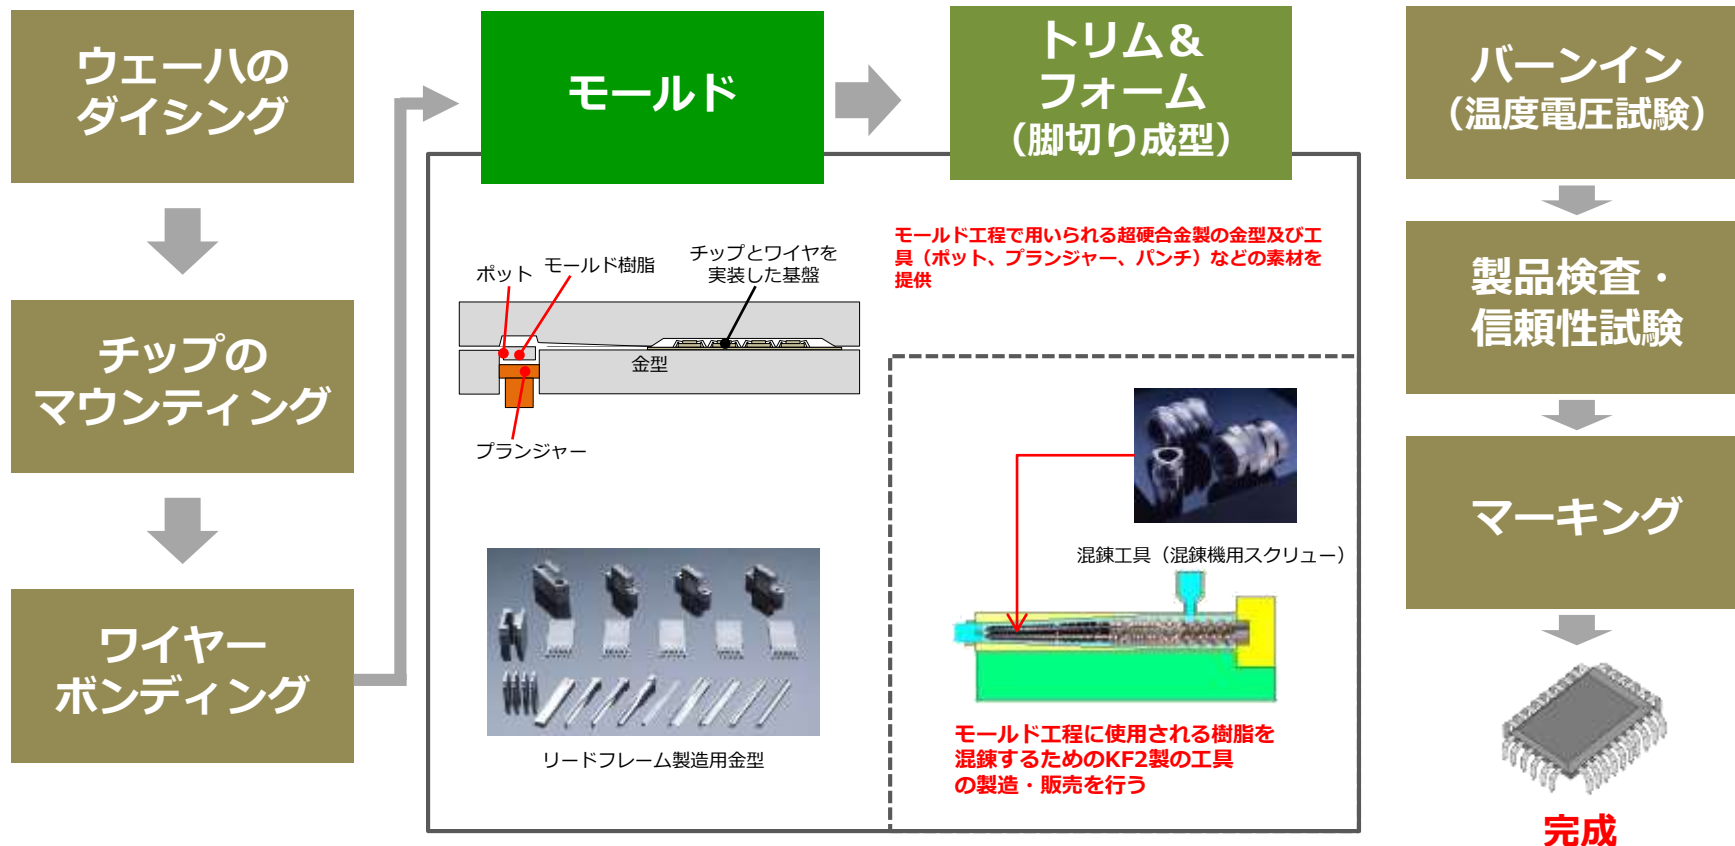 ウェーハの
ダイシング
チップの
マウンティング
ワイヤー
ボンディング
モールド
トリム＆
フォーム
（脚切り成型）
ポット
モールド樹脂
チップとワイヤを
実装した基盤
金型
プランジャー
リードフレーム製造用金型
モールド工程で用いられる超硬合金製の金型及び工
具（ポット、プランジャー、パンチ）などの素材を
提供
混錬工具（混錬機用スクリュー）
モールド工程に使用される樹脂を
混錬するためのKF2製の工具
の製造・販売を行う
バーンイン
（温度電圧試験）
製品検査・
信頼性試験
マーキング
完成